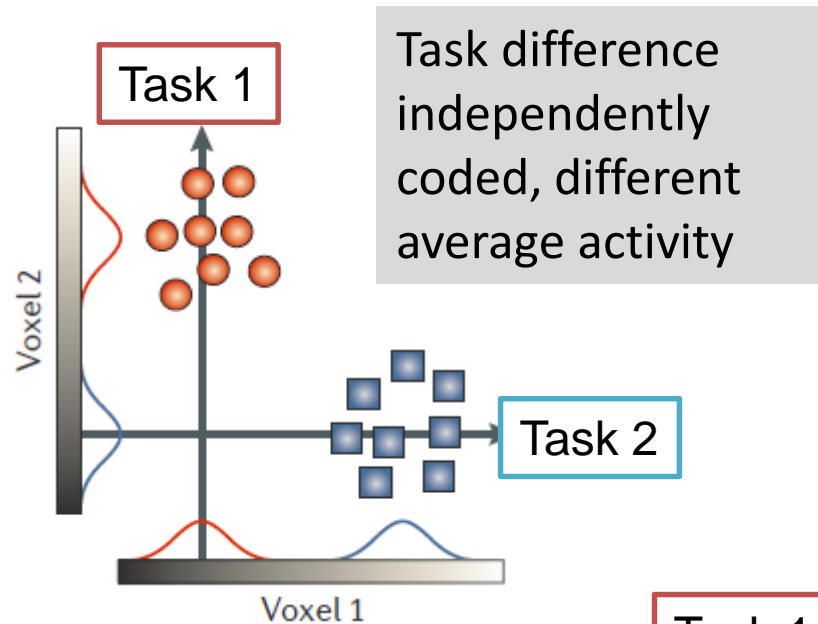 Task 1
Task difference
independently
coded, different
average activity
Voxel 2
Task 2
Voxel 1